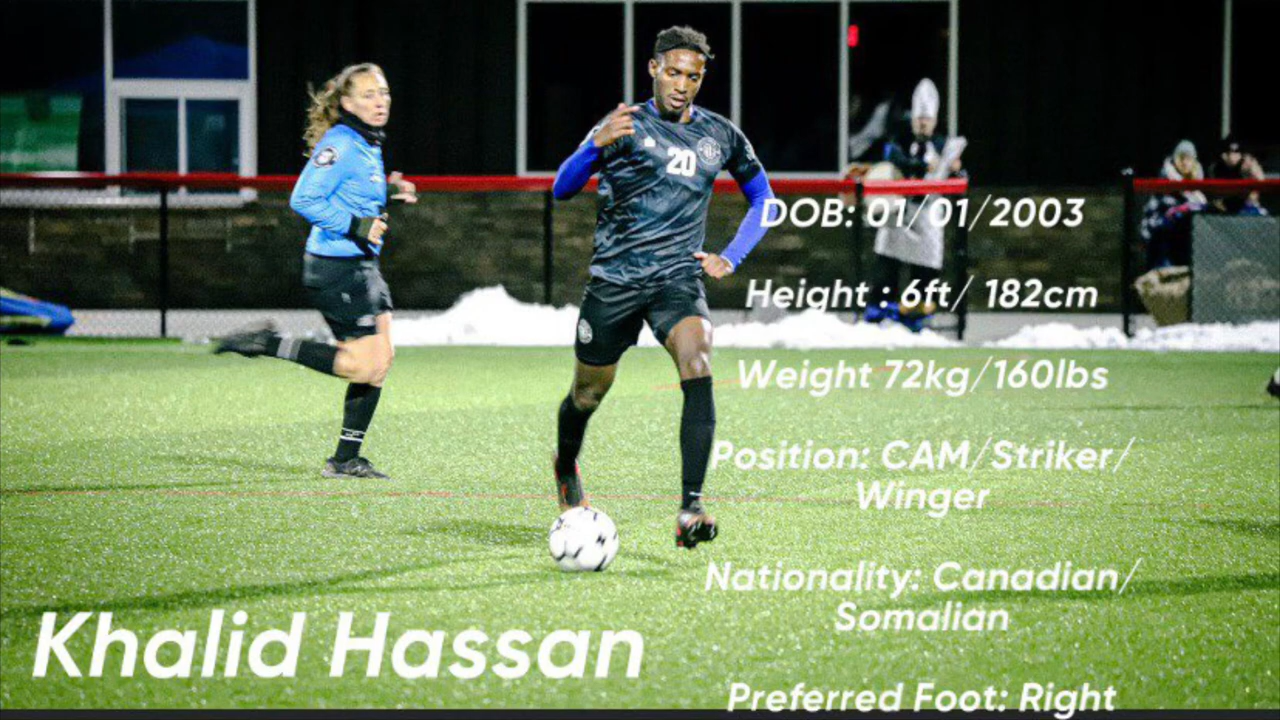 20
DOB: 01/01/2003
Height : 6ft/ 182cm
Weight 72kg/160lbs
Position: CAM/Striker/
Winger
Nationality: Canadian/
Somalian
Khalid Hassan
Preferred Foot: Right